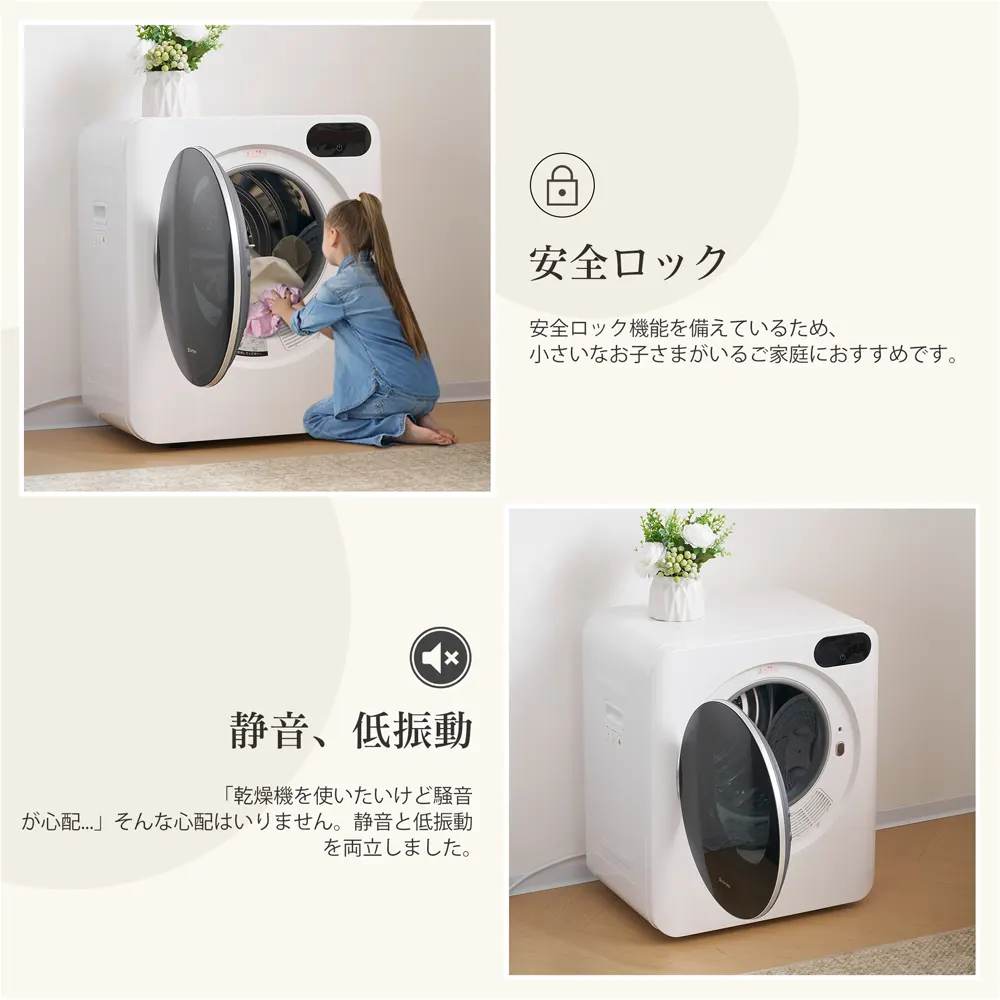 安全ロック
安全ロック機能を備えているため、
小さいなお子さまがいるご家庭におすすめです。
静音、低振動
「乾燥機を使いたいけど騒音
が心配...」そんな心配はいりません。静音と低振動
を両立しました。